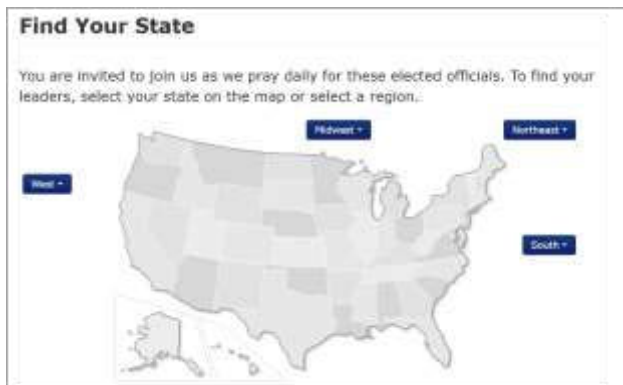 Find Your State
You are invited to join us as we pray daily for these elected officials. To find your
leaders, select your state on the map or select a region.
Midwest
Northeast
West
South